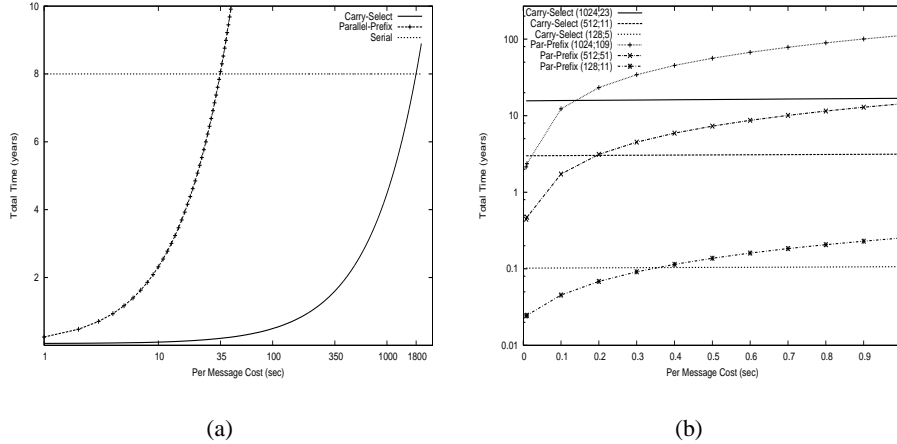 10
8
6
4
2
1
10
35
100
350
1000
1800
Total Time (years)
Per Message Cost (sec)
Carry-Select
Parallel-Prefix
Serial
(a)
100
10
1
0.1
0.01
0
0.1
0.2
0.3
0.4
0.5
0.6
0.7
0.8
0.9
Total Time (years)
Per Message Cost (sec)
Carry-Select (1024;23)
Carry-Select (512;11)
Carry-Select (128;5)
Par-Prefix (1024;109)
Par-Prefix (512;51)
Par-Prefix (128;11)
(b)